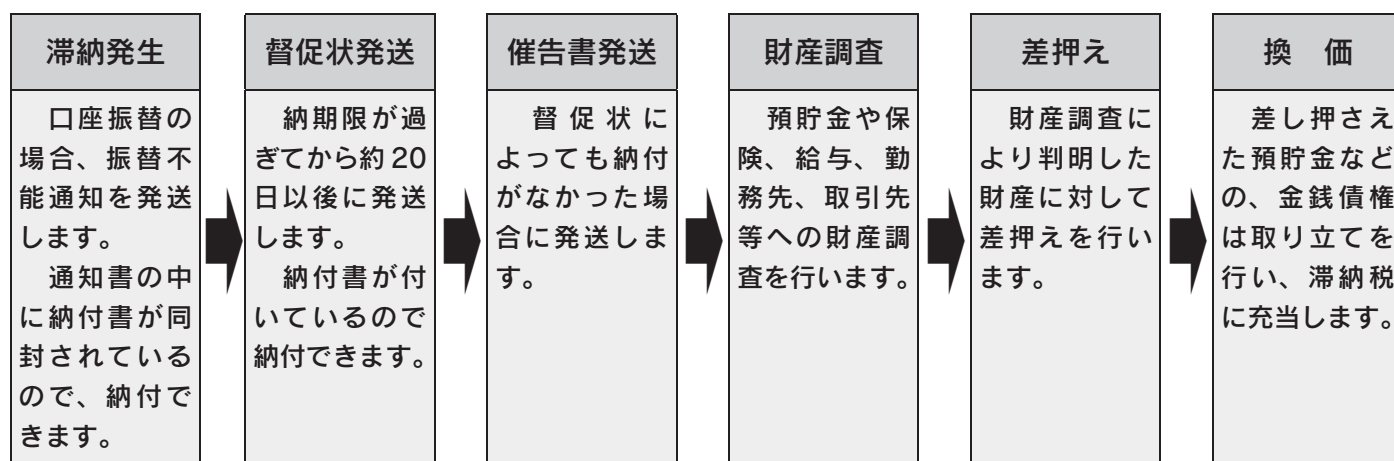 滞納発生
口座振替の
場合、振替不
能通知を発送
します。
通知書の中
に納付書が同
封されている
ので、納付で
きます。
督促状発送
納期限が過
ぎてから約20
日以後に発送
します。
納付書が付
いているので
納付できます。
催告書発送
督促状に
よっても納付
がなかった場
合に発送しま
す。
財産調査
預貯金や保
険、給与、勤
務先、取引先
等への財産調
査を行います。
差押え
財産調査に
より判明した
財産に対して
差押えを行い
ます。
換　価
差し押さえ
た預貯金など
の、金銭債権
は取り立てを
行い、滞納税
に充当します。